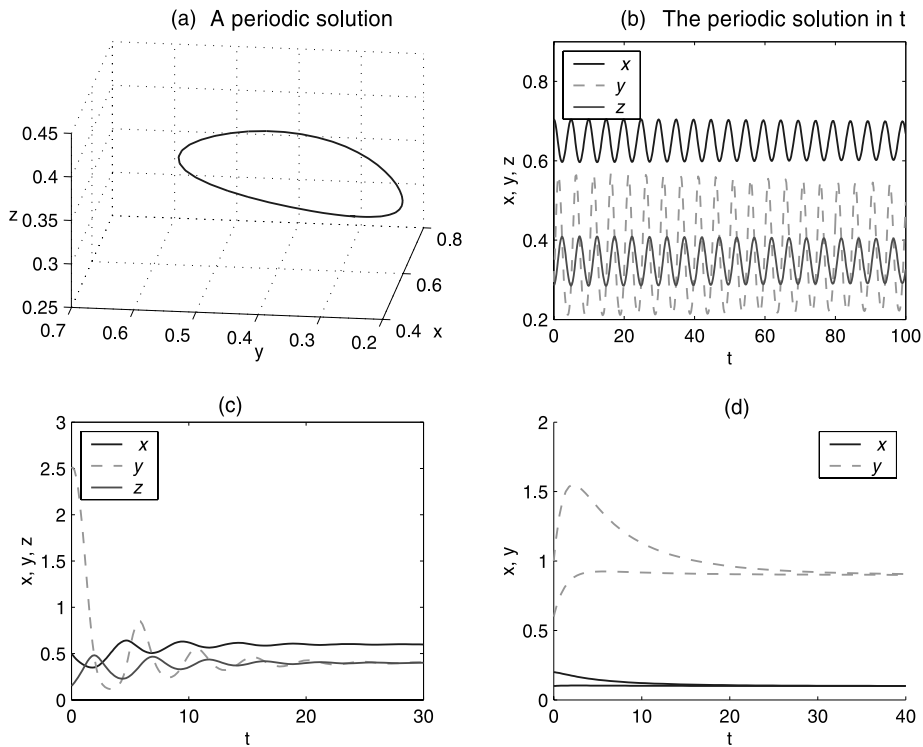 (a) A periodic solution
0.45
0.4
z
0.35
0.3
0.25
0.7
0.6
0.5
0.4
0.3
0.2
y
0.4
0.6
0.8
x
(b) The periodic solution in t
x
y
z
0.8
0.6
0.4
0.2
x, y, z
0 20 40 60 80 100
t
(c)
x
y
z
3
2.5
2
1.5
1
0.5
0
x, y, z
0 10 20 30
t
(d)
x
y
2
1.5
1
0.5
0
x, y
0 10 20 30 40
t